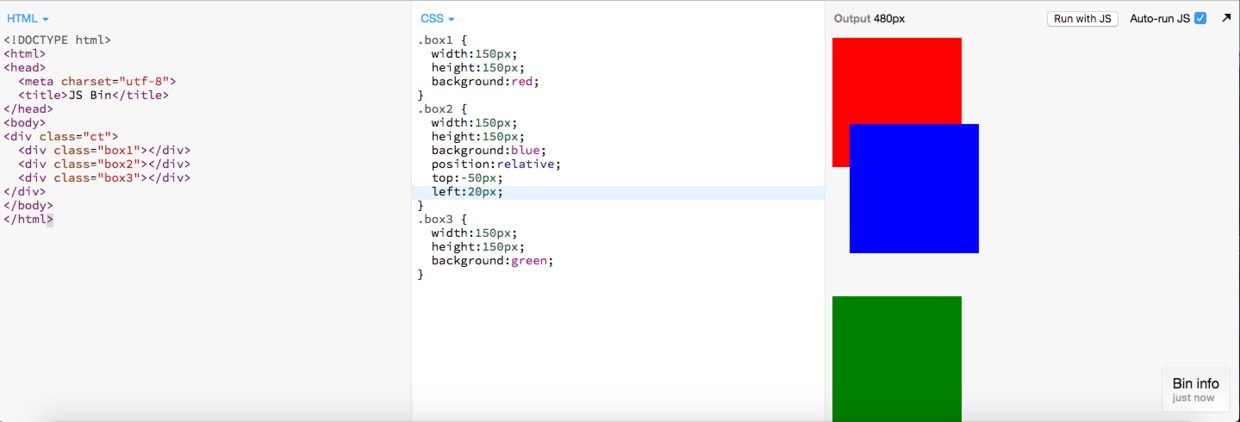 HTML
<!DOCTYPE html>
<html>
<head>
  <meta charset="utf-8">
  <title>JS Bin</title>
</head>
<body>
<div class="ct">
  <div class="box1"></div>
  <div class="box2"></div>
  <div class="box3"></div>
</div>
</body>
</html>
CSS
.box1 {
  width:150px;
  height:150px;
  background:red;
}
.box2 {
  width:150px;
  height:150px;
  background:blue;
  position:relative;
  top:-50px;
  left:20px;
}
.box3 {
  width:150px;
  height:150px;
  background:green;
}
Output 480px
Run with JS
Auto-run JS
Bin info
just now